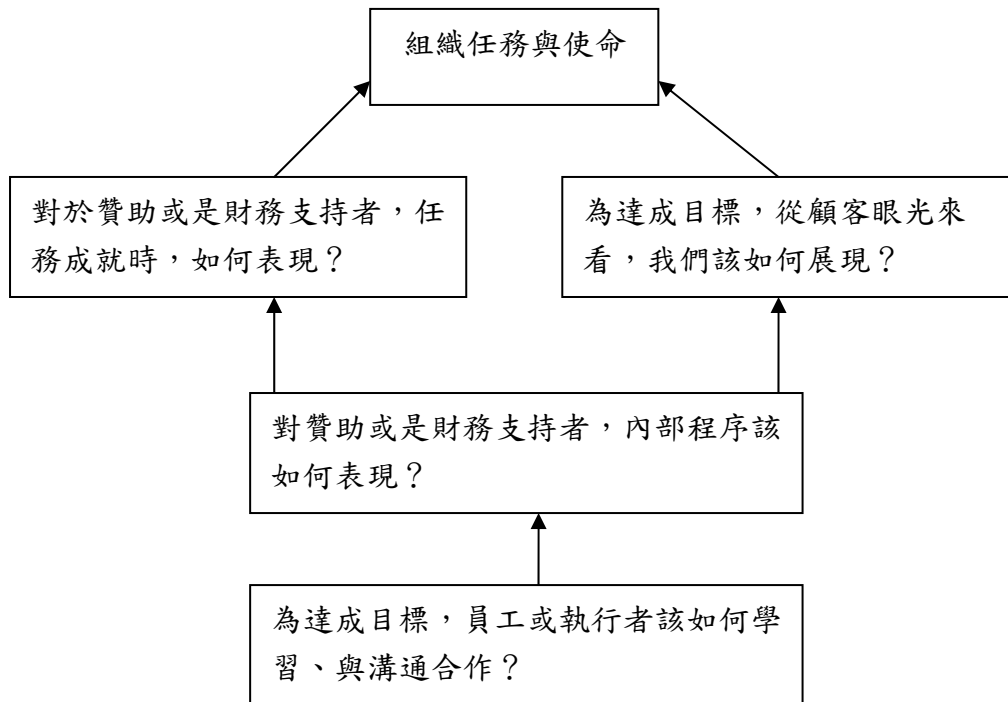 組織任務與使命
對於贊助或是財務支持者，任
務成就時，如何表現？
為達成目標，從顧客眼光來
看，我們該如何展現？
對贊助或是財務支持者，內部程序該
如何表現？
為達成目標，員工或執行者該如何學
習、與溝通合作？